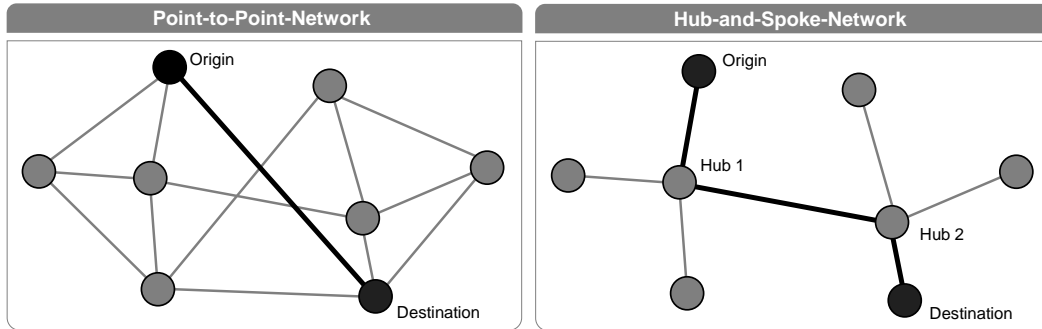 Point-to-Point-Network
Origin
Destination
Hub-and-Spoke-Network
Origin
Hub 1
Hub 2
Destination